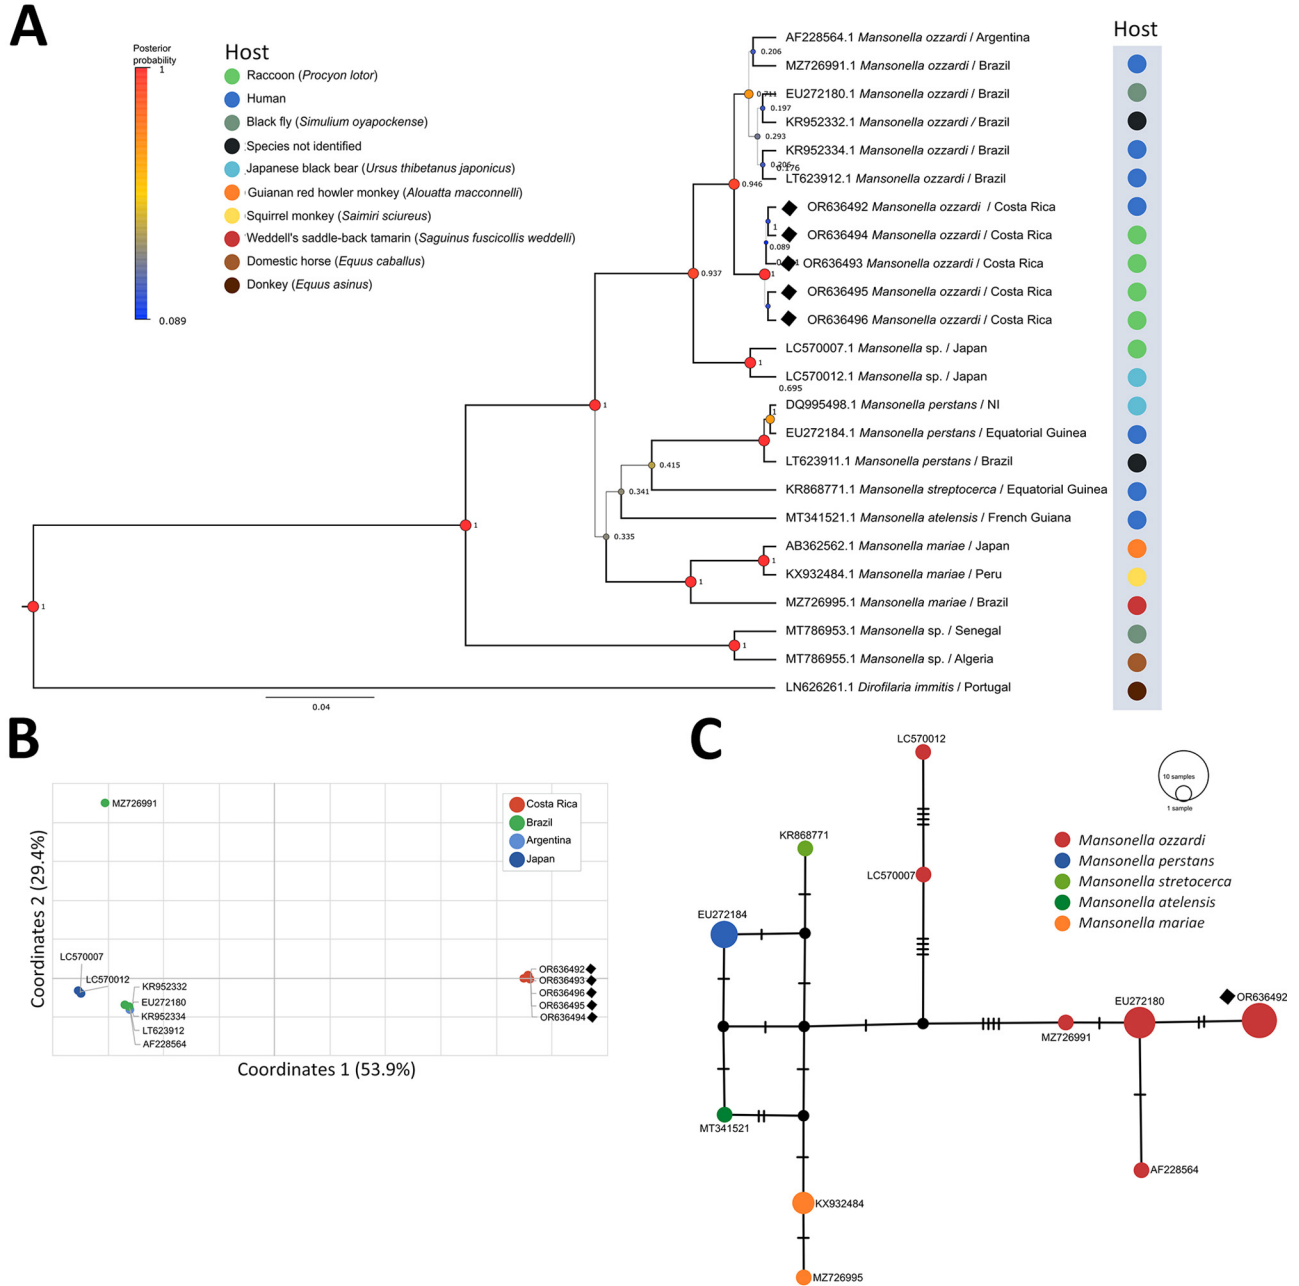 A
Posterior
probability
1
0.089
Host
Raccoon (Procyon lotor)
Human
Black fly (Simulium oyapockense)
Species not identified
Japanese black bear (Ursus thibetanus japonicus)
Guianan red howler monkey (Alouatta macconnelli)
Squirrel monkey (Saimiri sciureus)
Weddell's saddle-back tamarin (Saguinus fuscicollis weddelli)
Domestic horse (Equus caballus)
Donkey (Equus asinus)
Host
AF228564.1 Mansonella ozzardi / Argentina
0.206
MZ726991.1 Mansonella ozzardi / Brazil
0.711
EU272180.1 Mansonella ozzardi / Brazil
0.197
KR952332.1 Mansonella ozzardi / Brazil
0.293
KR952334.1 Mansonella ozzardi / Brazil
0.176
LT623912.1 Mansonella ozzardi / Brazil
0.946
OR636492 Mansonella ozzardi / Costa Rica
1
OR636494 Mansonella ozzardi / Costa Rica
0.089
OR636493 Mansonella ozzardi / Costa Rica
1
0.937
OR636495 Mansonella ozzardi / Costa Rica
OR636496 Mansonella ozzardi / Costa Rica
LC570007.1 Mansonella sp. / Japan
1
LC570012.1 Mansonella sp. / Japan
0.695
DQ995498.1 Mansonella perstans / NI
1
1
EU272184.1 Mansonella perstans / Equatorial Guinea
LT623911.1 Mansonella perstans / Brazil
0.415
KR868771.1 Mansonella streptocerca / Equatorial Guinea
0.341
MT341521.1 Mansonella atelensis / French Guiana
0.335
AB362562.1 Mansonella mariae / Japan
1
KX932484.1 Mansonella mariae / Peru
1
MZ726995.1 Mansonella mariae / Brazil
1
MT786953.1 Mansonella sp. / Senegal
1
MT786955.1 Mansonella sp. / Algeria
1
LN626261.1 Dirofilaria immitis / Portugal
0.04
B
MZ726991
Costa Rica
Brazil
Argentina
Japan
Coordinates 2 (29.4%)
LC570007
LC570012
KR952332
EU272180
KR952334
LT623912
AF228564
OR636492
OR636493
OR636496
OR636495
OR636494
Coordinates 1 (53.9%)
C
LC570012
10 samples
1 sample
Mansonella ozzardi
Mansonella perstans
Mansonella stretocerca
Mansonella atelensis
Mansonella mariae
KR868771
LC570007
EU272184
EU272180
OR636492
MZ726991
MT341521
AF228564
KX932484
MZ726995